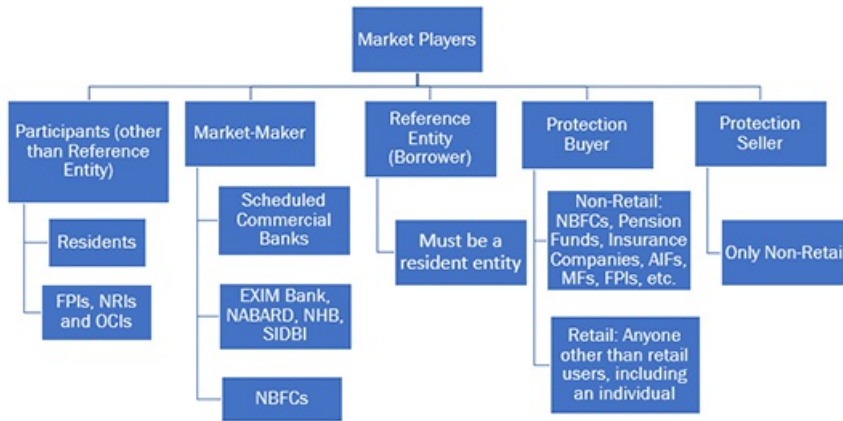 Market Players
Participants (other
than Reference
Entity)
Residents
FPIs, NRIs
and OCIs
Market-Maker
Scheduled
Commercial
Banks
EXIM Bank,
NABARD, NHB,
SIDBI
NBFCs
Reference
Entity
(Borrower)
Must be a
resident entity
Protection
Buyer
Non-Retail:
NBFCs, Pension
Funds, Insurance
Companies, AIFs,
MFs, FPIs, etc.
Retail: Anyone
other than retail
users, including
an individual
Protection
Seller
Only Non-Retail